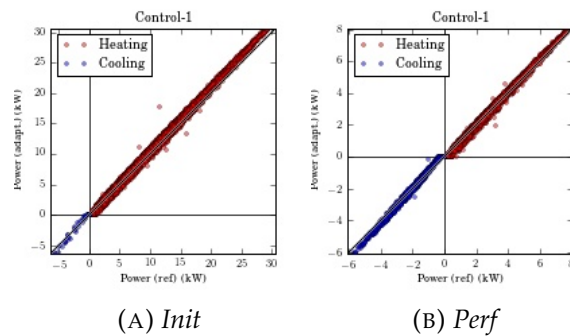 Control-1
30
25
20
15
10
5
0
−5
Power (adapt.) (kW)
Heating
Cooling
−5 0 5 10 15 20 25 30
Power (ref) (kW)
(A) Init
Control-1
8
6
4
2
0
−2
−4
−6
Power (adapt.) (kW)
Heating
Cooling
−6 −4 −2 0 2 4 6 8
Power (ref) (kW)
(B) Perf